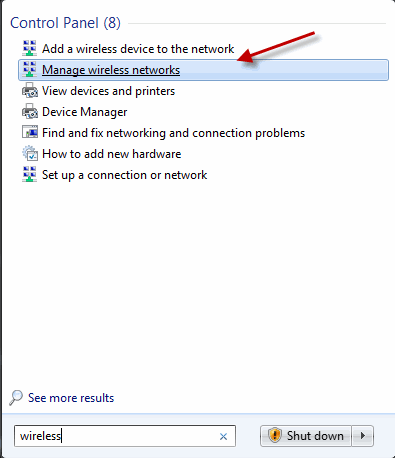 Control Panel (8)
Add a wireless device to the network
Manage wireless networks
View devices and printers
Device Manager
Find and fix networking and connection problems
How to add new hardware
Set up a connection or network
See more results
wireless
Shut down